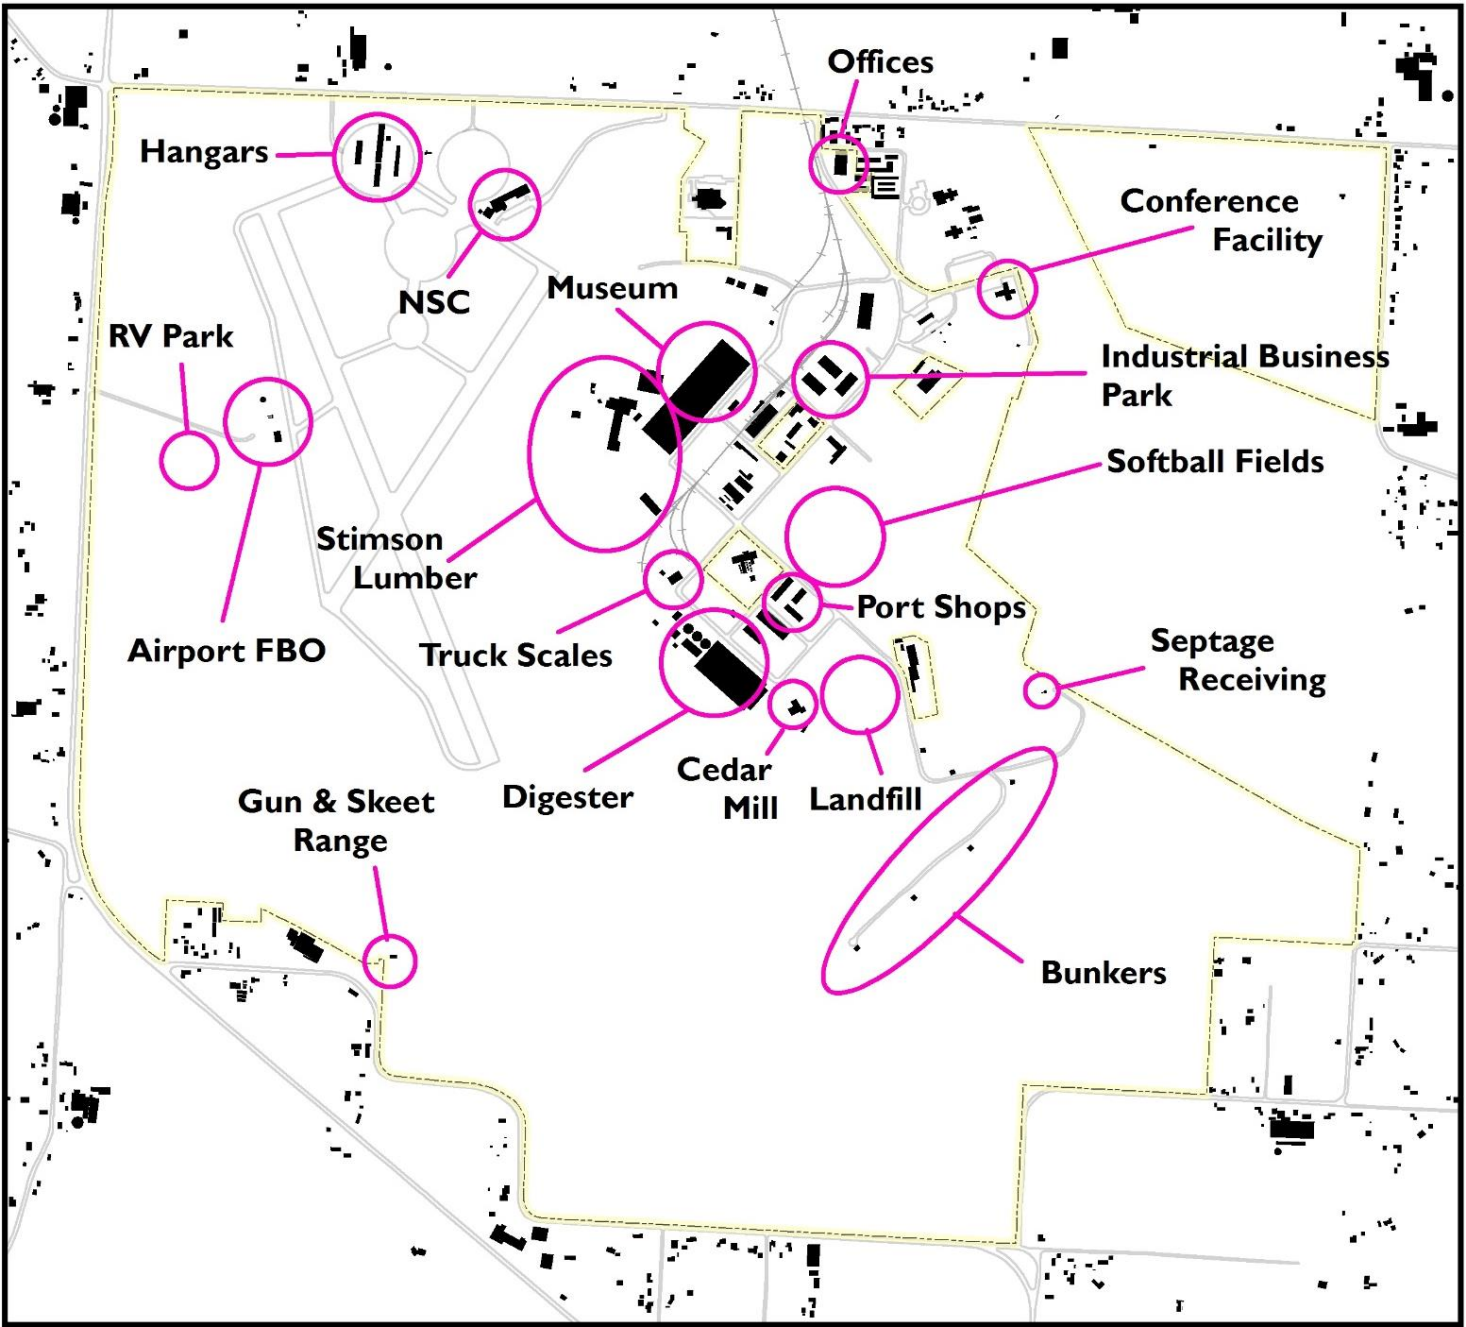 Offices
Hangars
Conference
Facility
NSC
Museum
RV Park
Industrial Business
Park
Softball Fields
Stimson
Lumber
Port Shops
Airport FBO
Truck Scales
Septage
Receiving
Cedar
Mill
Digester
Landfill
Gun & Skeet
Range
Bunkers